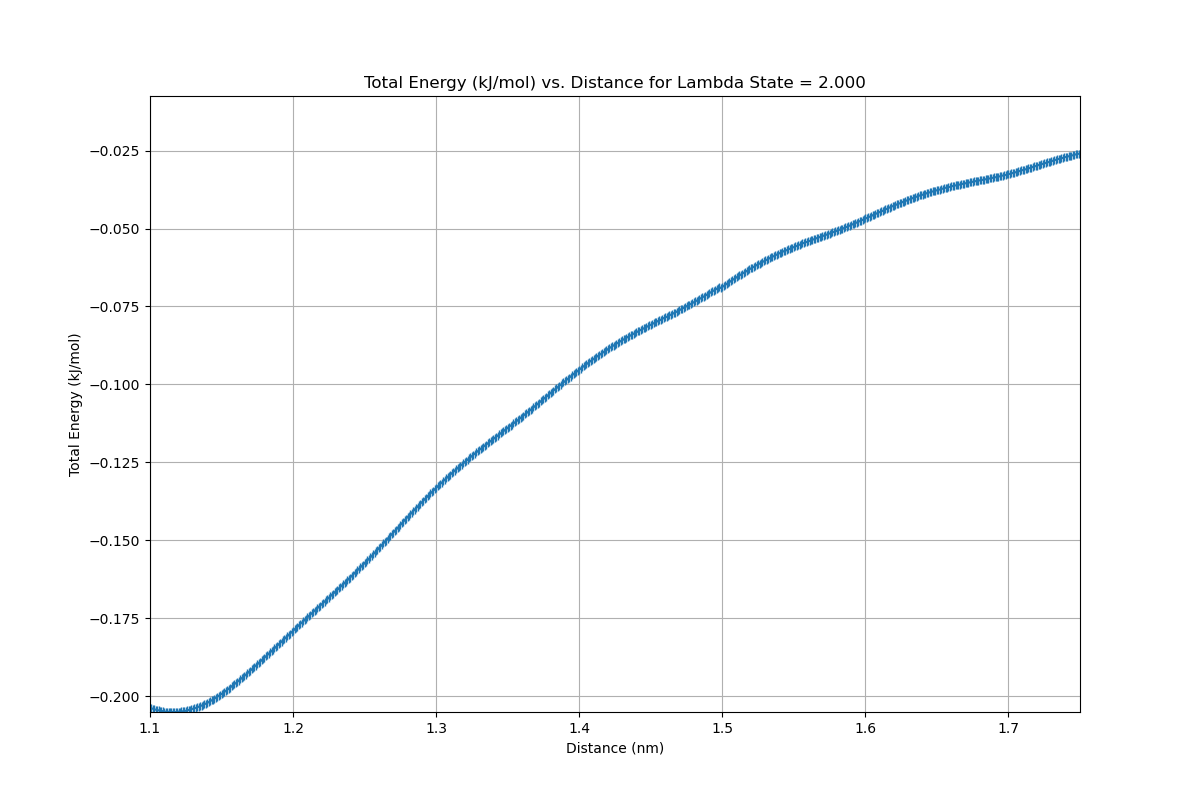 Total Energy (kJ/mol) vs. Distance for Lambda State = 2.000
Total Energy (kJ/mol)
−0.025
−0.050
−0.075
−0.100
−0.125
−0.150
−0.175
−0.200
1.1 1.2 1.3 1.4 1.5 1.6 1.7
Distance (nm)